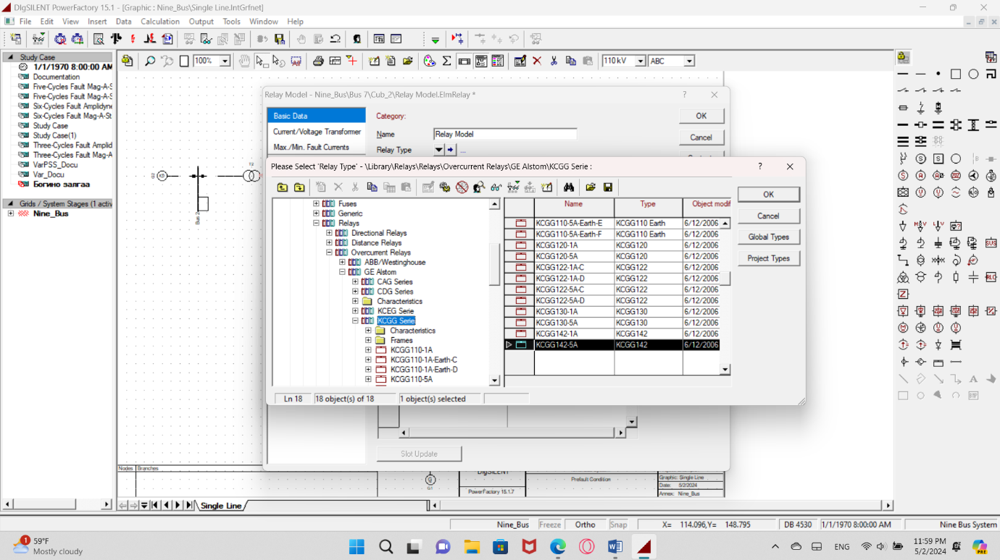 DIgSILENT PowerFactory 15.1 - [Graphic : Nine_Bus\Single Line.IntGrfnet]
File Edit View Insert Data Calculation Output Tools Window Help
100% 110 kV ABC
Study Case
1/1/1970 8:00:00 AM
Documentation
Five-Cycles Fault Mag-A-S
Five-Cycles Fault Mag-A-S
Six-Cycles Fault Amplidyne
Six-Cycles Fault Mag-A-St
Study Case
Study Case(1)
Three-Cycles Fault Amplid
Three-Cycles Fault Mag-A
VarPSS_Docu
Var_Docu
Богино залгаа
Grids / System Stages (1 activ
Nine_Bus
T2
Bus 2
Relay Model - Nine_Bus\Bus 7\Cub_2\Relay Model.ElmRelay *
? ×
Basic Data
Current/Voltage Transformer
Max./Min. Fault Currents
Category:
Name Relay Model
Relay Type ...
OK
Cancel
Please Select 'Relay Type' - \Library\Relays\Relays\Overcurrent Relays\GE Alstom\KCGG Serie :
? ×
Fuses
Generic
Relays
Directional Relays
Distance Relays
Overcurrent Relays
ABB/Westinghouse
GE Alstom
CAG Series
CDG Series
Characteristics
KCEG Serie
KCGG Serie
Characteristics
Frames
KCGG110-1A
KCGG110-1A-Earth-C
KCGG110-1A-Earth-D
KCGG110-5A
Name Type Object modif
KCGG110-5A-Earth-E KCGG110 Earth 6/12/2006
KCGG110-5A-Earth-F KCGG110 Earth 6/12/2006
KCGG120-1A KCGG120 6/12/2006
KCGG120-5A KCGG120 6/12/2006
KCGG122-1A-C KCGG122 6/12/2006
KCGG122-1A-D KCGG122 6/12/2006
KCGG122-5A-C KCGG122 6/12/2006
KCGG122-5A-D KCGG122 6/12/2006
KCGG130-1A KCGG130 6/12/2006
KCGG130-5A KCGG130 6/12/2006
KCGG142-1A KCGG142 6/12/2006
KCGG142-5A KCGG142 6/12/2006
OK
Cancel
Global Types
Project Types
Ln 18 18 object(s) of 18 1 object(s) selected
Slot Update
Nodes Branches
G
G1
DIgSILENT
PowerFactory 15.1.7
Prefault Condition
Graphic: Single Line
Date: 5/2/2024
Annex: Nine_Bus
Single Line
Nine_Bus Freeze Ortho Snap X= 114.096,Y= 148.795 DB 4530 1/1/1970 8:00:00 AM Nine Bus System
1
59°F
Mostly cloudy
ENG
11:59 PM
5/2/2024
PRE